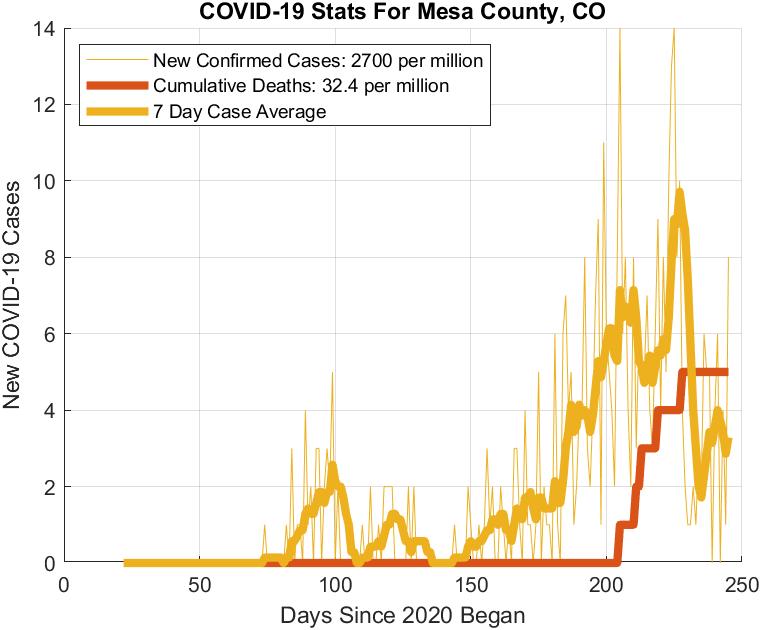 COVID-19 Stats For Mesa County, CO
New Confirmed Cases: 2700 per million
Cumulative Deaths: 32.4 per million
7 Day Case Average
New COVID-19 Cases
14
12
10
8
6
4
2
0
0 50 100 150 200 250
Days Since 2020 Began